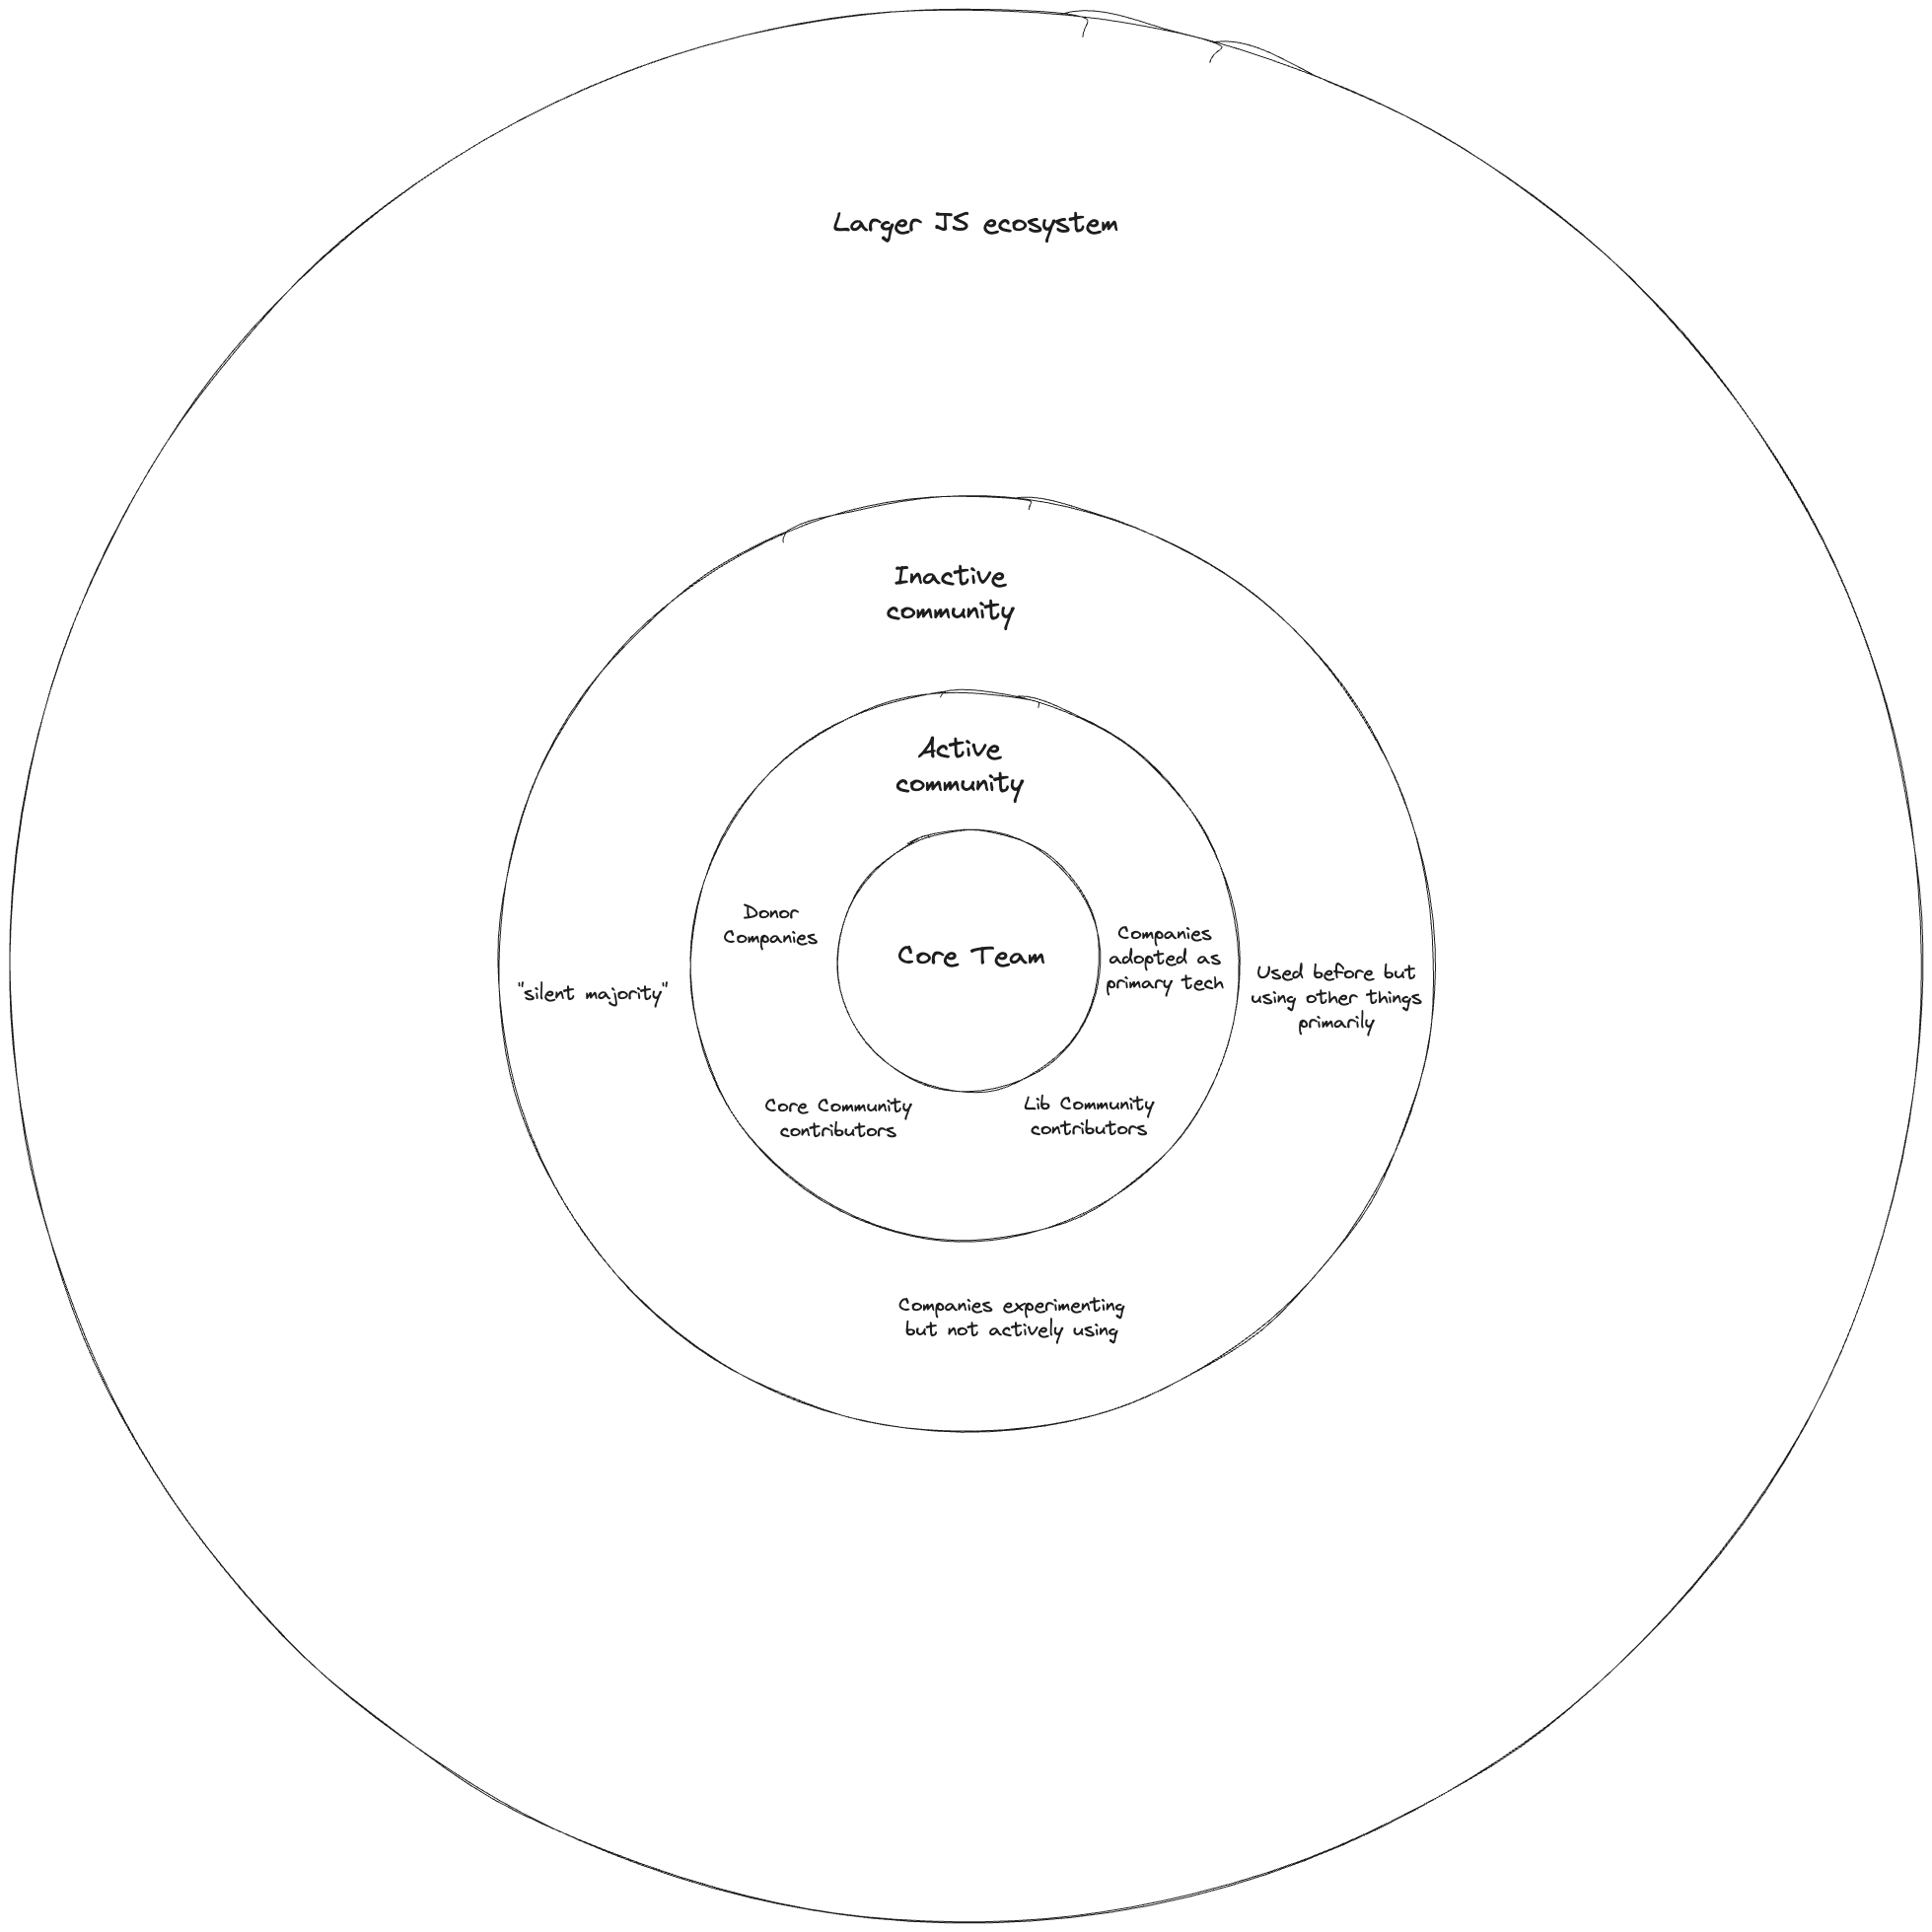 Larger JS ecosystem
Inactive
community
Active
community
Donor
Companies
Core Team
Companies
adopted as
primary tech
"silent majority"
Used before but
using other things
primarily
Core Community
contributors
Lib Community
contributors
Companies experimenting
but not actively using